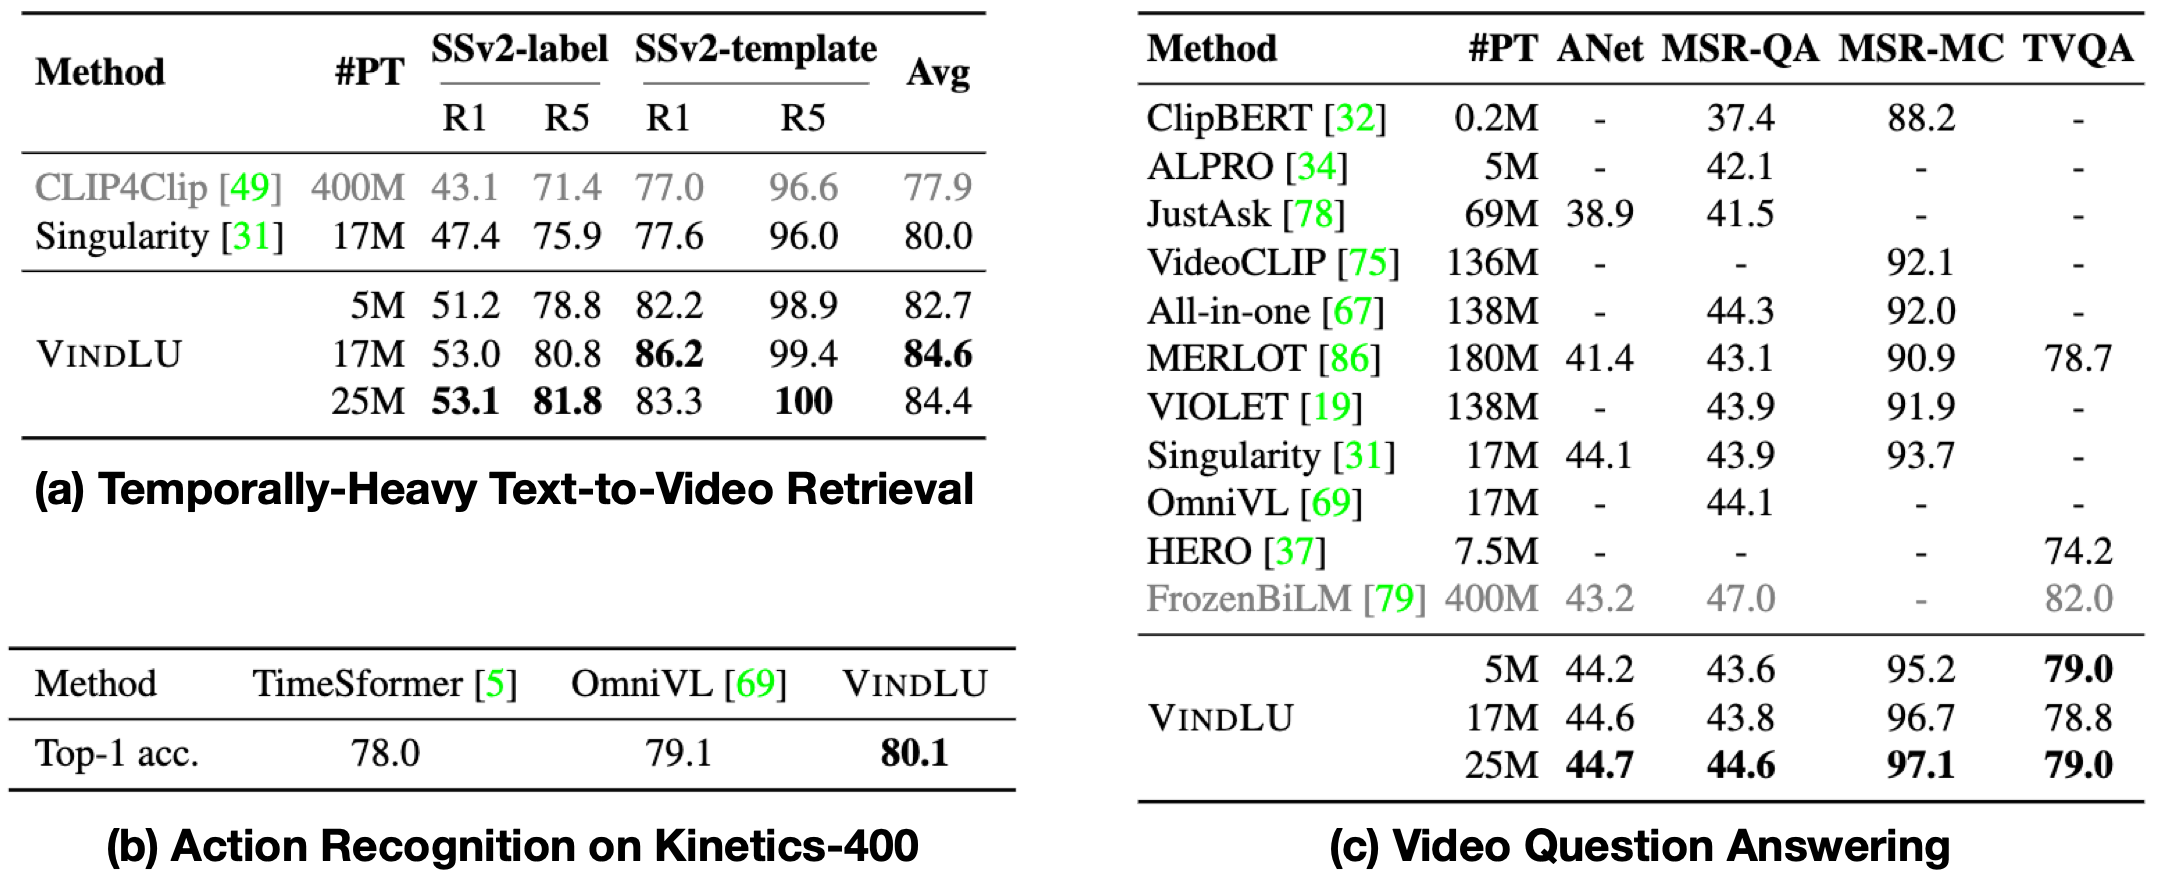 Method #PT SSv2-label SSv2-template Avg
R1 R5 R1 R5
CLIP4Clip [49] 400M 43.1 71.4 77.0 96.6 77.9
Singularity [31] 17M 47.4 75.9 77.6 96.0 80.0
5M 51.2 78.8 82.2 98.9 82.7
VINDLU 17M 53.0 80.8 86.2 99.4 84.6
25M 53.1 81.8 83.3 100 84.4
(a) Temporally-Heavy Text-to-Video Retrieval
Method TimeSformer [5] OmniVL [69] VINDLU
Top-1 acc. 78.0 79.1 80.1
(b) Action Recognition on Kinetics-400
Method #PT ANet MSR-QA MSR-MC TVQA
ClipBERT [32] 0.2M - 37.4 88.2 -
ALPRO [34] 5M - 42.1 - -
JustAsk [78] 69M 38.9 41.5 - -
VideoCLIP [75] 136M - - 92.1 -
All-in-one [67] 138M - 44.3 92.0 -
MERLOT [86] 180M 41.4 43.1 90.9 78.7
VIOLET [19] 138M - 43.9 91.9 -
Singularity [31] 17M 44.1 43.9 93.7 -
OmniVL [69] 17M - 44.1 - -
HERO [37] 7.5M - - - 74.2
FrozenBiLM [79] 400M 43.2 47.0 - 82.0
5M 44.2 43.6 95.2 79.0
VINDLU 17M 44.6 43.8 96.7 78.8
25M 44.7 44.6 97.1 79.0
(c) Video Question Answering